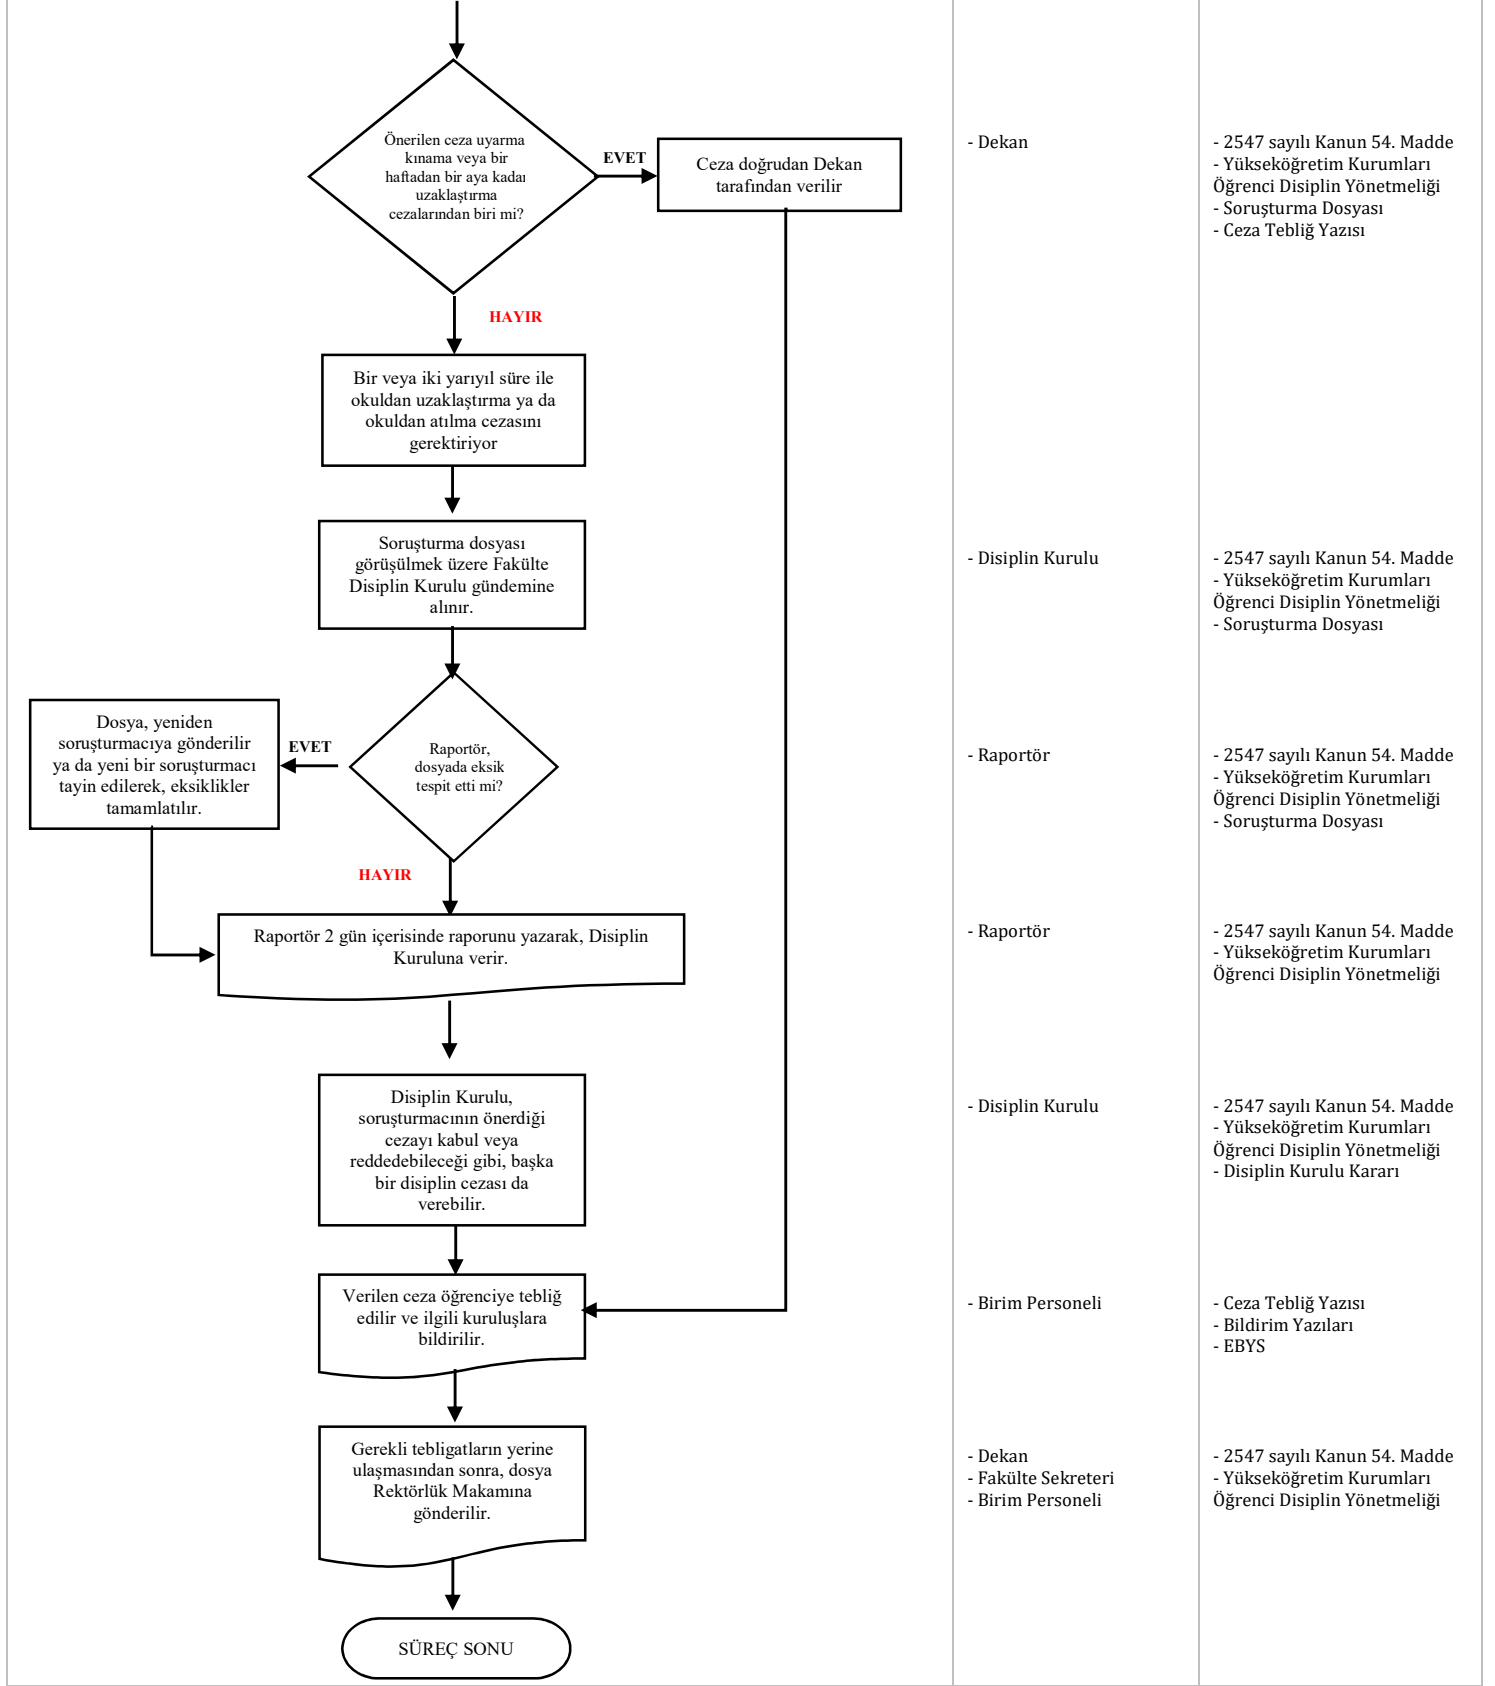 Önerilen ceza uyarma
kınama veya bir
haftadan bir aya kadar
uzaklaştırma
cezalarından biri mi?
EVET
Ceza doğrudan Dekan
tarafından verilir
- Dekan
- 2547 sayılı Kanun 54. Madde
- Yükseköğretim Kurumları
Öğrenci Disiplin Yönetmeliği
- Soruşturma Dosyası
- Ceza Tebliğ Yazısı
HAYIR
Bir veya iki yarıyıl süre ile
okuldan uzaklaştırma ya da
okuldan atılma cezasını
gerektiriyor
Soruşturma dosyası
görüşülmek üzere Fakülte
Disiplin Kurulu gündemine
alınır.
- Disiplin Kurulu
- 2547 sayılı Kanun 54. Madde
- Yükseköğretim Kurumları
Öğrenci Disiplin Yönetmeliği
- Soruşturma Dosyası
Dosya, yeniden
soruşturmacıya gönderilir
ya da yeni bir soruşturmacı
tayin edilerek, eksiklikler
tamamlatılır.
EVET
Raportör,
dosyada eksik
tespit etti mi?
- Raportör
- 2547 sayılı Kanun 54. Madde
- Yükseköğretim Kurumları
Öğrenci Disiplin Yönetmeliği
- Soruşturma Dosyası
HAYIR
Raportör 2 gün içerisinde raporunu yazarak, Disiplin
Kuruluna verir.
- Raportör
- 2547 sayılı Kanun 54. Madde
- Yükseköğretim Kurumları
Öğrenci Disiplin Yönetmeliği
Disiplin Kurulu,
soruşturmacının önerdiği
cezayı kabul veya
reddedebileceği gibi, başka
bir disiplin cezası da
verebilir.
- Disiplin Kurulu
- 2547 sayılı Kanun 54. Madde
- Yükseköğretim Kurumları
Öğrenci Disiplin Yönetmeliği
- Disiplin Kurulu Kararı
Verilen ceza öğrenciye tebliğ
edilir ve ilgili kuruluşlara
bildirilir.
- Birim Personeli
- Ceza Tebliğ Yazısı
- Bildirim Yazıları
- EBYS
Gerekli tebligatların yerine
ulaşmasından sonra, dosya
Rektörlük Makamına
gönderilir.
- Dekan
- Fakülte Sekreteri
- Birim Personeli
- 2547 sayılı Kanun 54. Madde
- Yükseköğretim Kurumları
Öğrenci Disiplin Yönetmeliği
SÜREÇ SONU